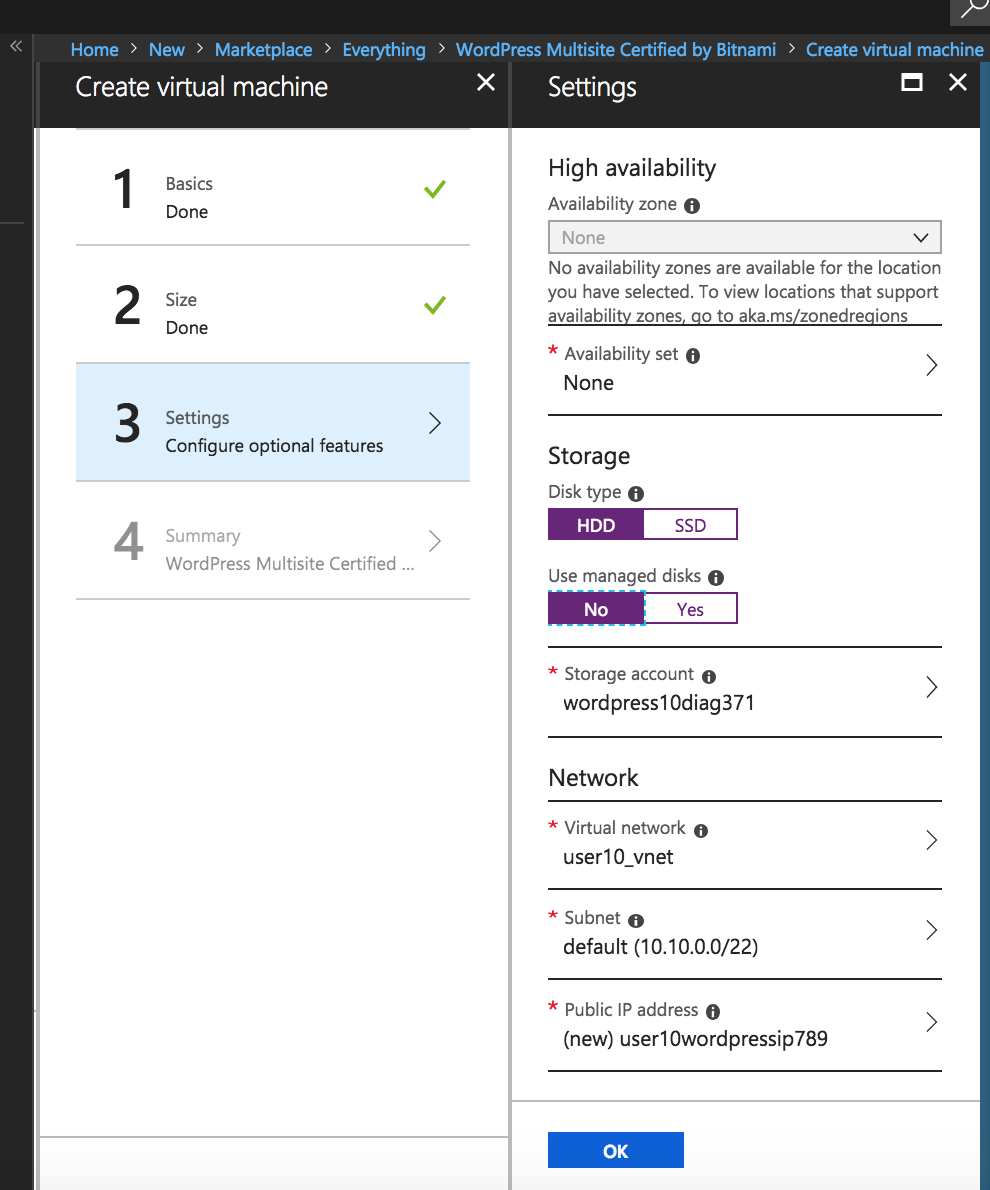 Home > New > Marketplace > Everything > WordPress Multisite Certified by Bitnami > Create virtual machine
Create virtual machine
1
Basics
Done
2
Size
Done
3
Settings
Configure optional features
4
Summary
WordPress Multisite Certified ...
Settings
High availability
Availability zone
None
No availability zones are available for the location
you have selected. To view locations that support
availability zones, go to aka.ms/zonedregions
* Availability set
None
Storage
Disk type
HDD SSD
Use managed disks
No Yes
* Storage account
wordpress10diag371
Network
* Virtual network
user10_vnet
* Subnet
default (10.10.0.0/22)
* Public IP address
(new) user10wordpressip789
OK